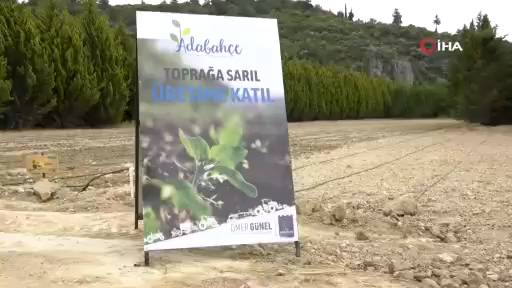 Adabahçe
İHA
TOPRAĞA SARIL
ÜRETİME KATIL
ÖMER GÜNEL